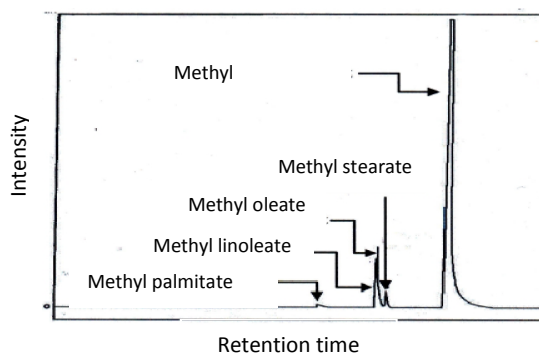 Methyl
Methyl stearate
Methyl oleate
Methyl linoleate
Methyl palmitate
Intensity
Retention time